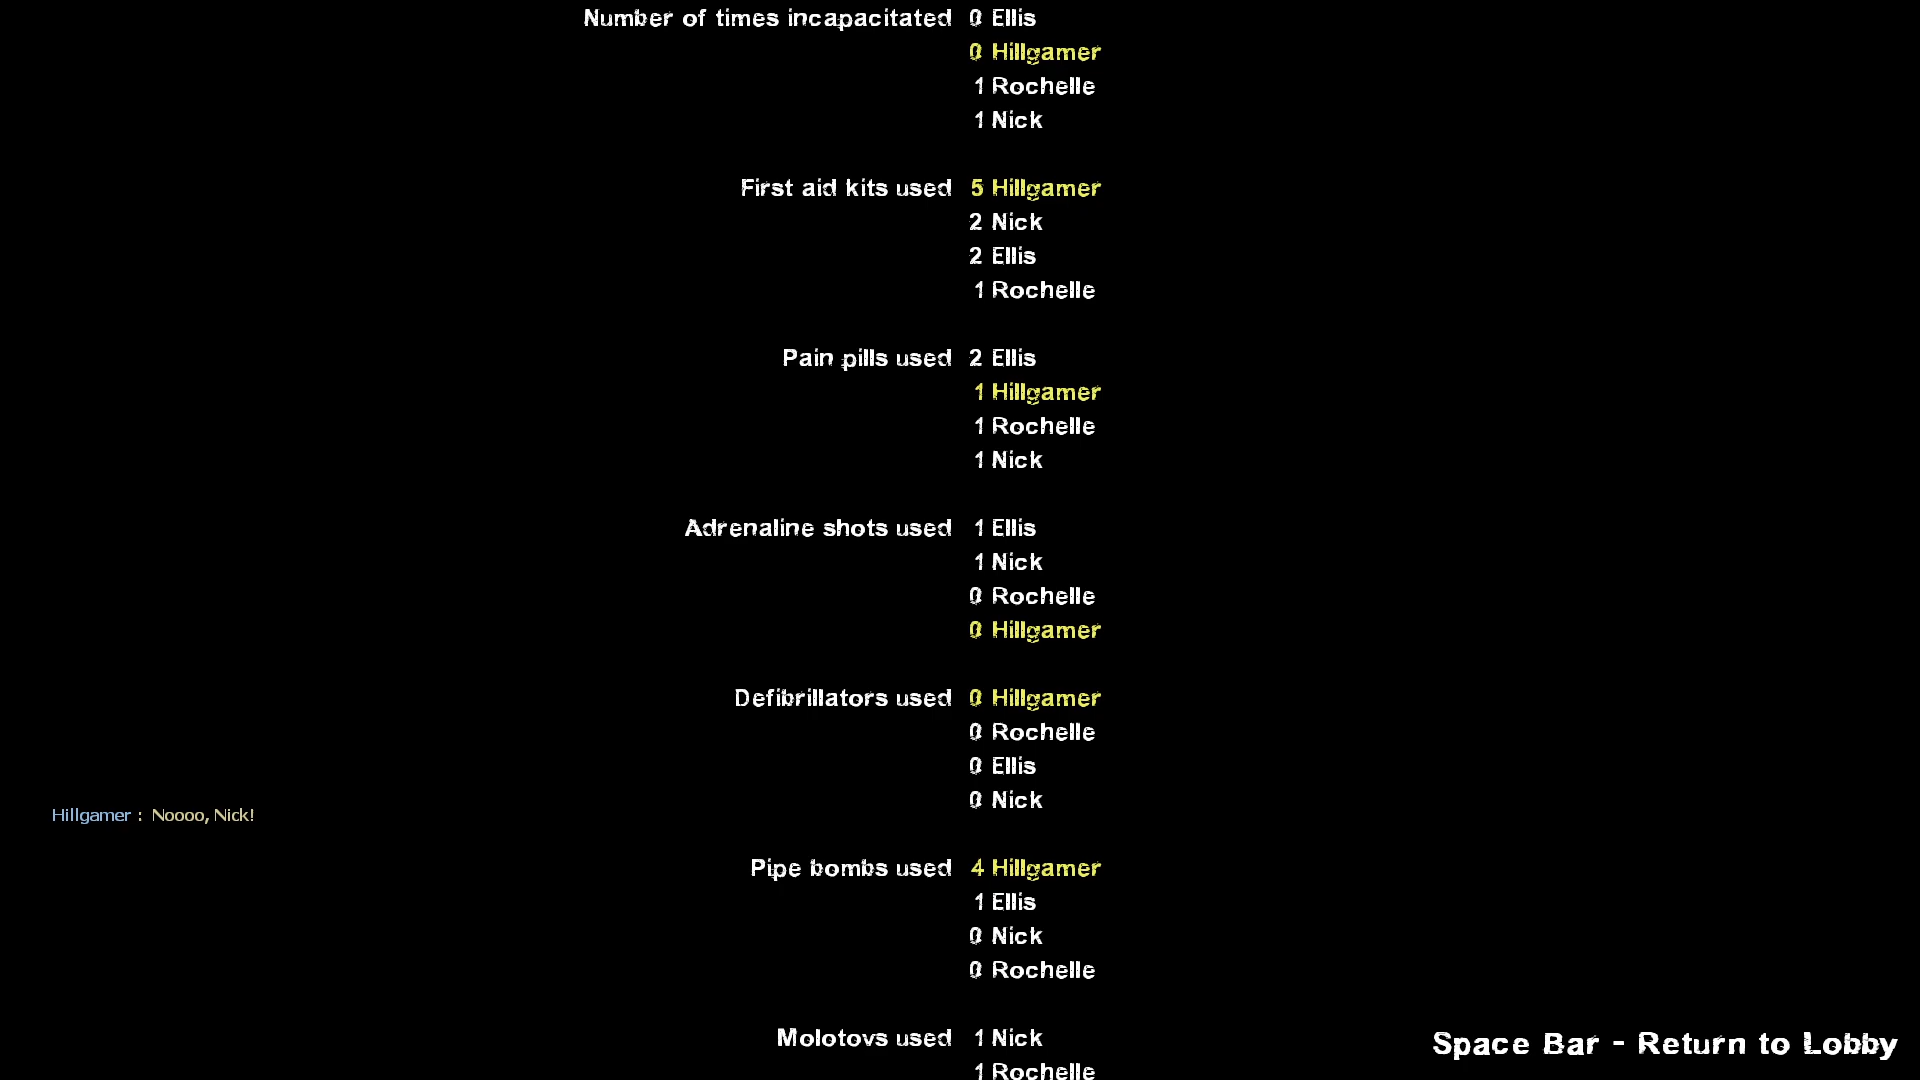 Number of times incapacitated 0 Ellis
0 Hillgamer
1 Rochelle
1 Nick
First aid kits used 5 Hillgamer
2 Nick
2 Ellis
1 Rochelle
Pain pills used 2 Ellis
1 Hillgamer
1 Rochelle
1 Nick
Adrenaline shots used 1 Ellis
1 Nick
0 Rochelle
0 Hillgamer
Defibrillators used 0 Hillgamer
0 Rochelle
0 Ellis
0 Nick
Hillgamer : Noooo, Nick!
Pipe bombs used 4 Hillgamer
1 Ellis
0 Nick
0 Rochelle
Molotovs used 1 Nick
1 Rochelle
Space Bar - Return to Lobby